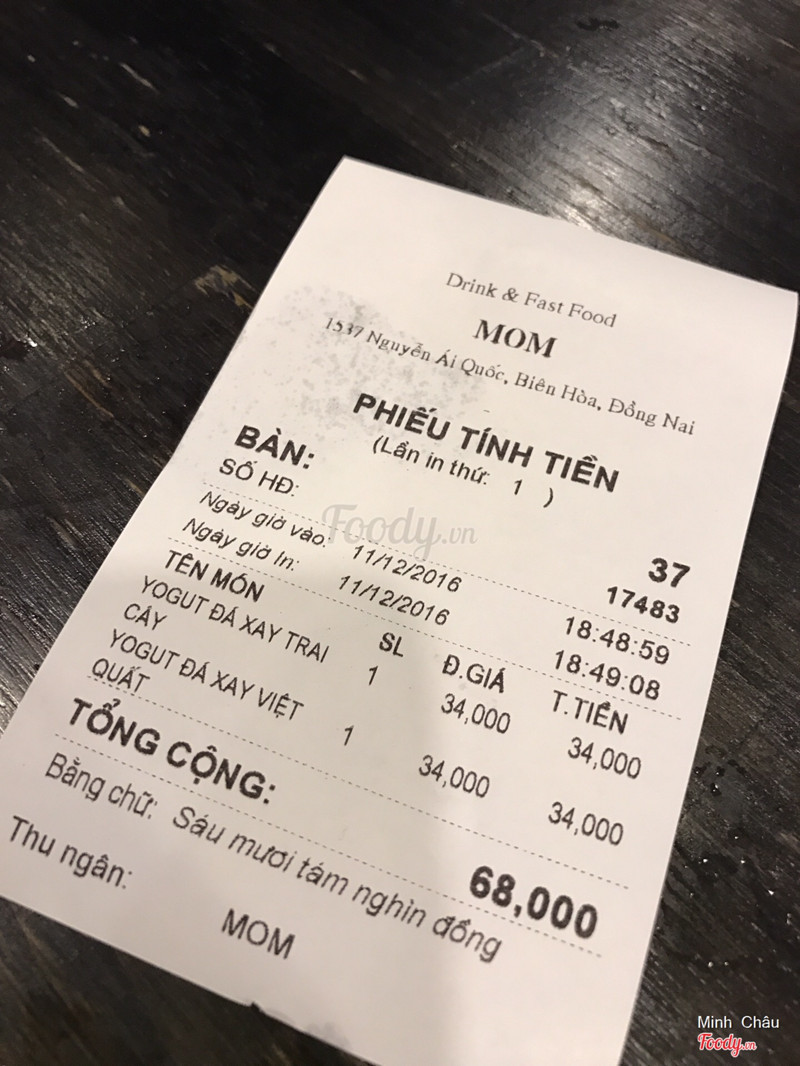 Drink & Fast Food
MOM
1537 Nguyễn Ái Quốc, Biên Hòa, Đồng Nai
PHIẾU TÍNH TIỀN
(Lần in thứ: 1 )
BÀN: 37
SỐ HĐ: 17483
Ngày giờ vào: 11/12/2016 18:48:59
Ngày giờ In: 11/12/2016 18:49:08
TÊN MÓN SL Đ.GIÁ T.TIỀN
YOGUT ĐÁ XAY TRAI 1 34,000 34,000
CÂY
YOGUT ĐÁ XAY VIỆT 1 34,000 34,000
QUẤT
TỔNG CỘNG: 68,000
Bằng chữ: Sáu mươi tám nghìn đồng
Thu ngân:
MOM
Foody.vn
Minh Châu
Foody.vn